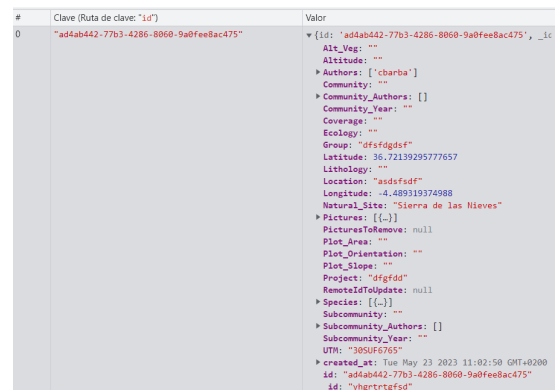 # Clave (Ruta de clave: "id") Valor
0 "ad4ab442-77b3-4286-8060-9a0fee8ac475" ▼{id: 'ad4ab442-77b3-4286-8060-9a0fee8ac475', _id
Alt_Veg: ""
Altitude: ""
▶Authors: ['cbarba']
Community: ""
▶Community_Authors: []
Community_Year: ""
Coverage: ""
Ecology: ""
Group: "dfsfdgdsf"
Latitude: 36.72139295777657
Lithology: ""
Location: "asdsfsdf"
Longitude: -4.489319374988
Natural_Site: "Sierra de las Nieves"
▶Pictures: [{…}]
PicturesToRemove: null
Plot_Area: ""
Plot_Orientation: ""
Plot_Slope: ""
Project: "dfgfdd"
RemoteIdToUpdate: null
▶Species: [{…}]
Subcommunity: ""
▶Subcommunity_Authors: []
Subcommunity_Year: ""
UTM: "30SUF6765"
▶created_at: Tue May 23 2023 11:02:50 GMT+0200
id: "ad4ab442-77b3-4286-8060-9a0fee8ac475"
_id: "yhgrtrtgfsd"